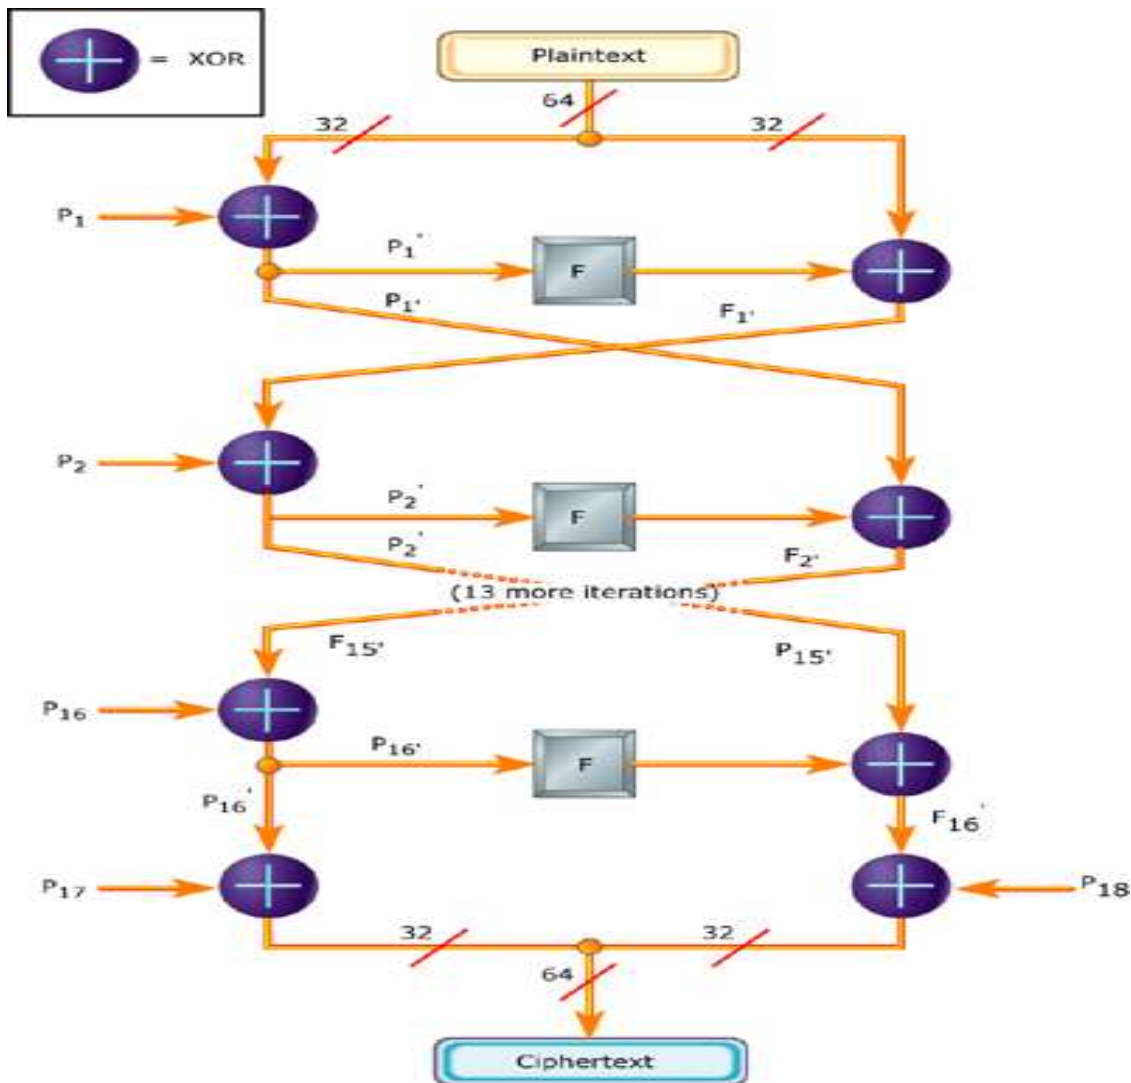 = XOR
Plaintext
64
32 32
P₁
P₁' F
P₁' F₁'
P₂
P₂' F
P₂' F₂'
(13 more iterations)
F₁₅' P₁₅'
P₁₆
P₁₆' F
P₁₆' F₁₆'
P₁₇ P₁₈
32 32
64
Ciphertext